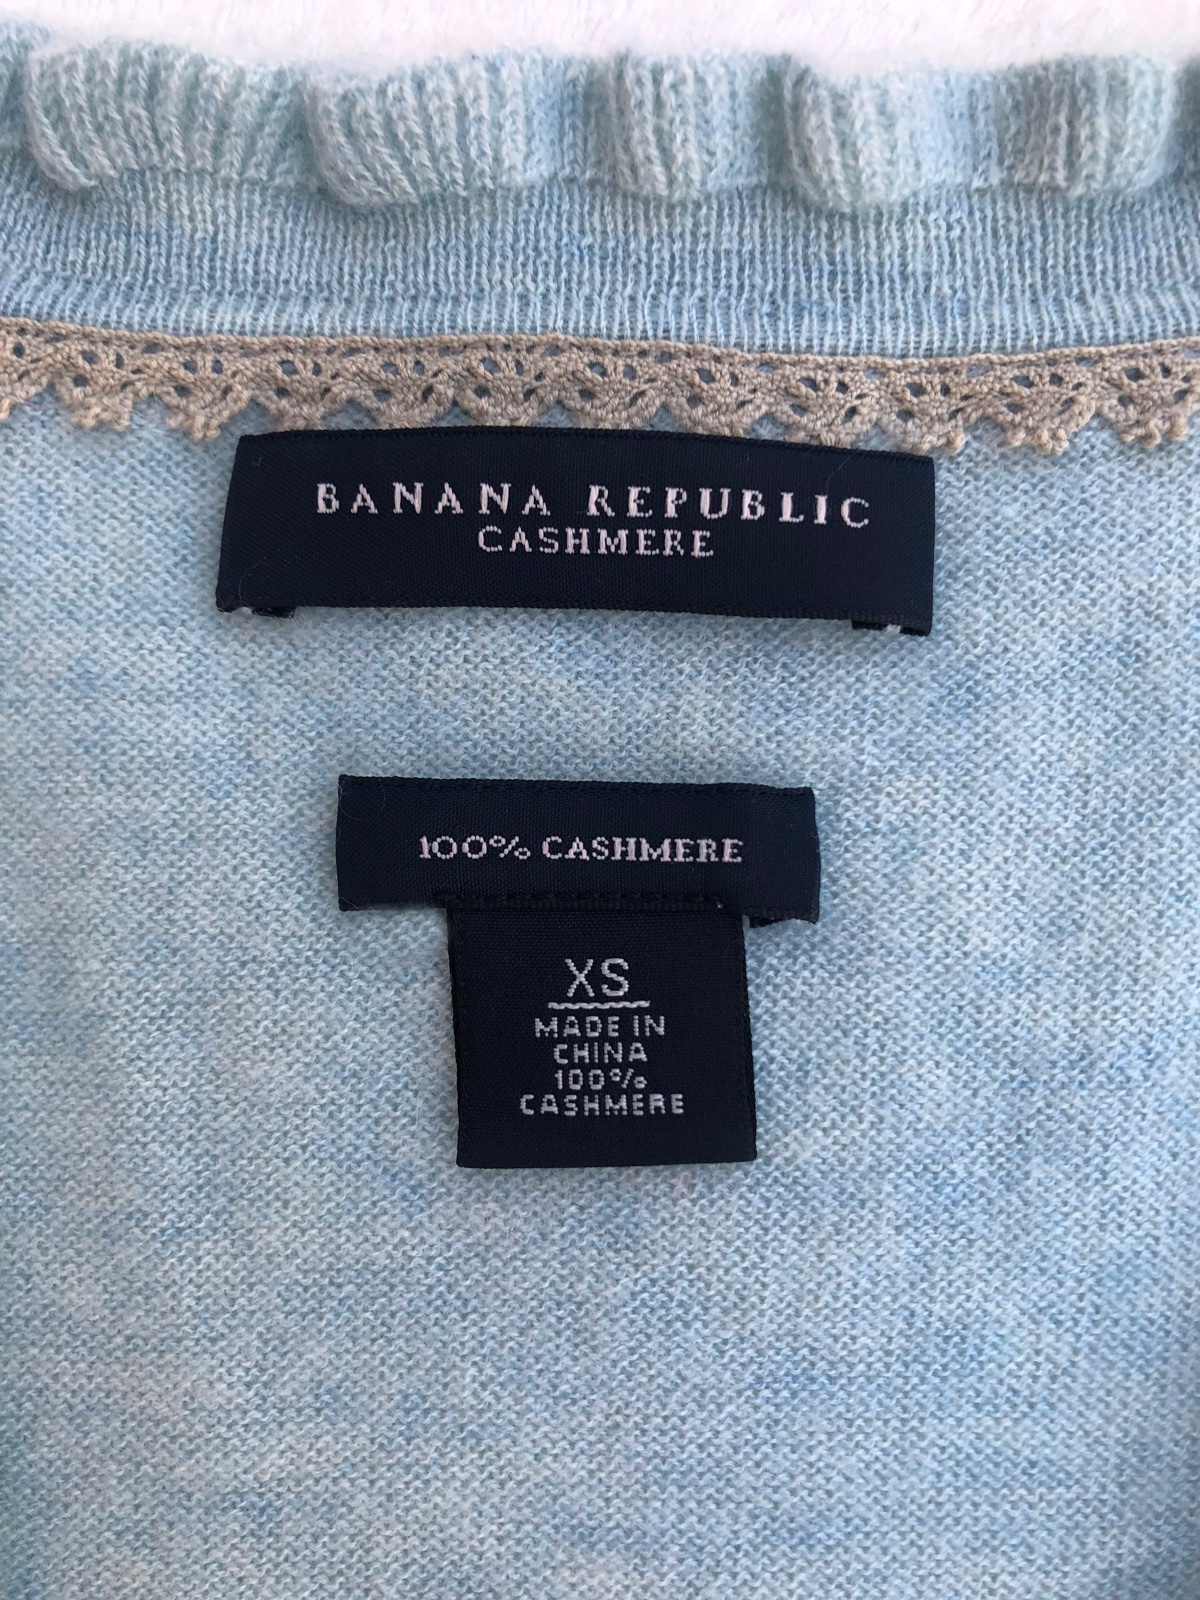 BANANA REPUBLIC
CASHMERE
100% CASHMERE
XS
MADE IN
CHINA
100%
CASHMERE